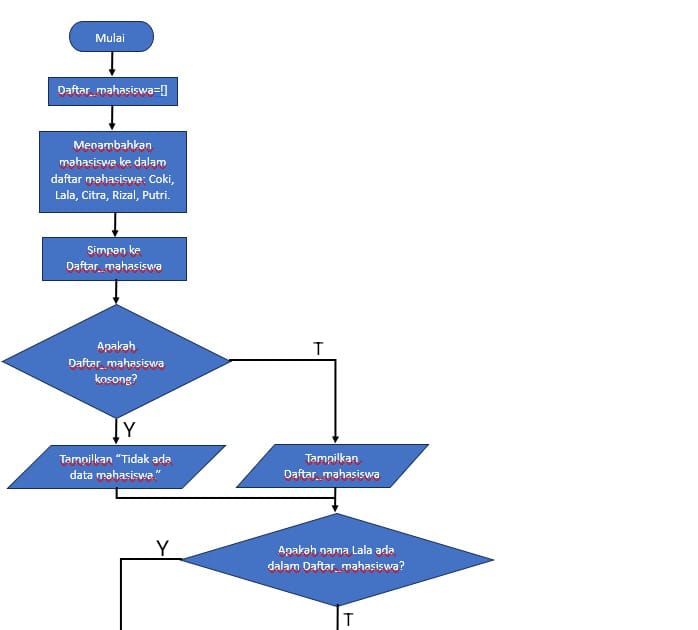 Mulai
Daftar_mahasiswa=[]
Menambahkan
mahasiswa ke dalam
daftar mahasiswa: Coki,
Lala, Citra, Rizal, Putri.
Simpan ke
Daftar_mahasiswa
Apakah
Daftar_mahasiswa
kosong?
T
Y
Tampilkan “Tidak ada
data mahasiswa.”
Tampilkan
Daftar_mahasiswa
Apakah nama Lala ada
dalam Daftar_mahasiswa?
Y
T